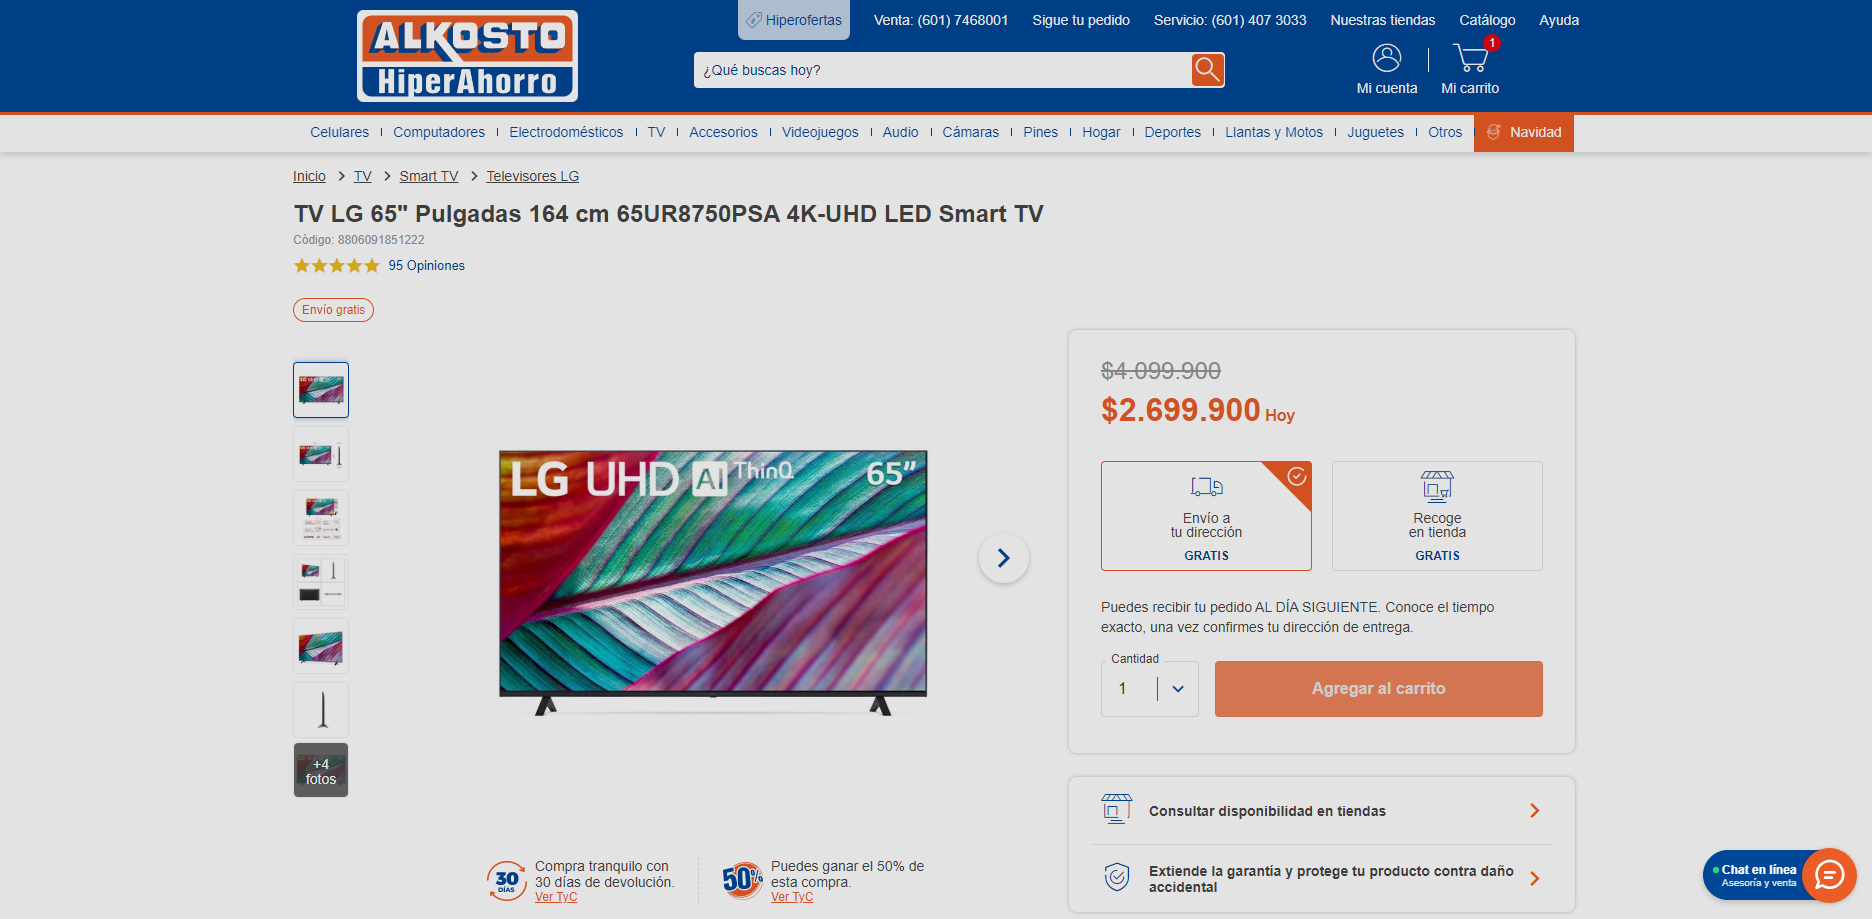 Hiperofertas
Venta: (601) 7468001
Sigue tu pedido
Servicio: (601) 407 3033
Nuestras tiendas
Catálogo
Ayuda
ALKOSTO
HiperAhorro
¿Qué buscas hoy?
Mi cuenta
1
Mi carrito
Celulares
Computadores
Electrodomésticos
TV
Accesorios
Videojuegos
Audio
Cámaras
Pines
Hogar
Deportes
Llantas y Motos
Juguetes
Otros
Navidad
Inicio
TV
Smart TV
Televisores LG
TV LG 65" Pulgadas 164 cm 65UR8750PSA 4K-UHD LED Smart TV
Código: 8806091851222
95 Opiniones
Envío gratis
LG UHD AI ThinQ
65”
+4
fotos
$4.099.900
$2.699.900 Hoy
Envío a
tu dirección
GRATIS
Recoge
en tienda
GRATIS
Puedes recibir tu pedido AL DÍA SIGUIENTE. Conoce el tiempo
exacto, una vez confirmes tu dirección de entrega.
Cantidad
1
Agregar al carrito
Consultar disponibilidad en tiendas
Extiende la garantía y protege tu producto contra daño
accidental
30
DÍAS
Compra tranquilo con
30 días de devolución.
Ver TyC
50%
Puedes ganar el 50% de
esta compra.
Ver TyC
Chat en línea
Asesoría y venta